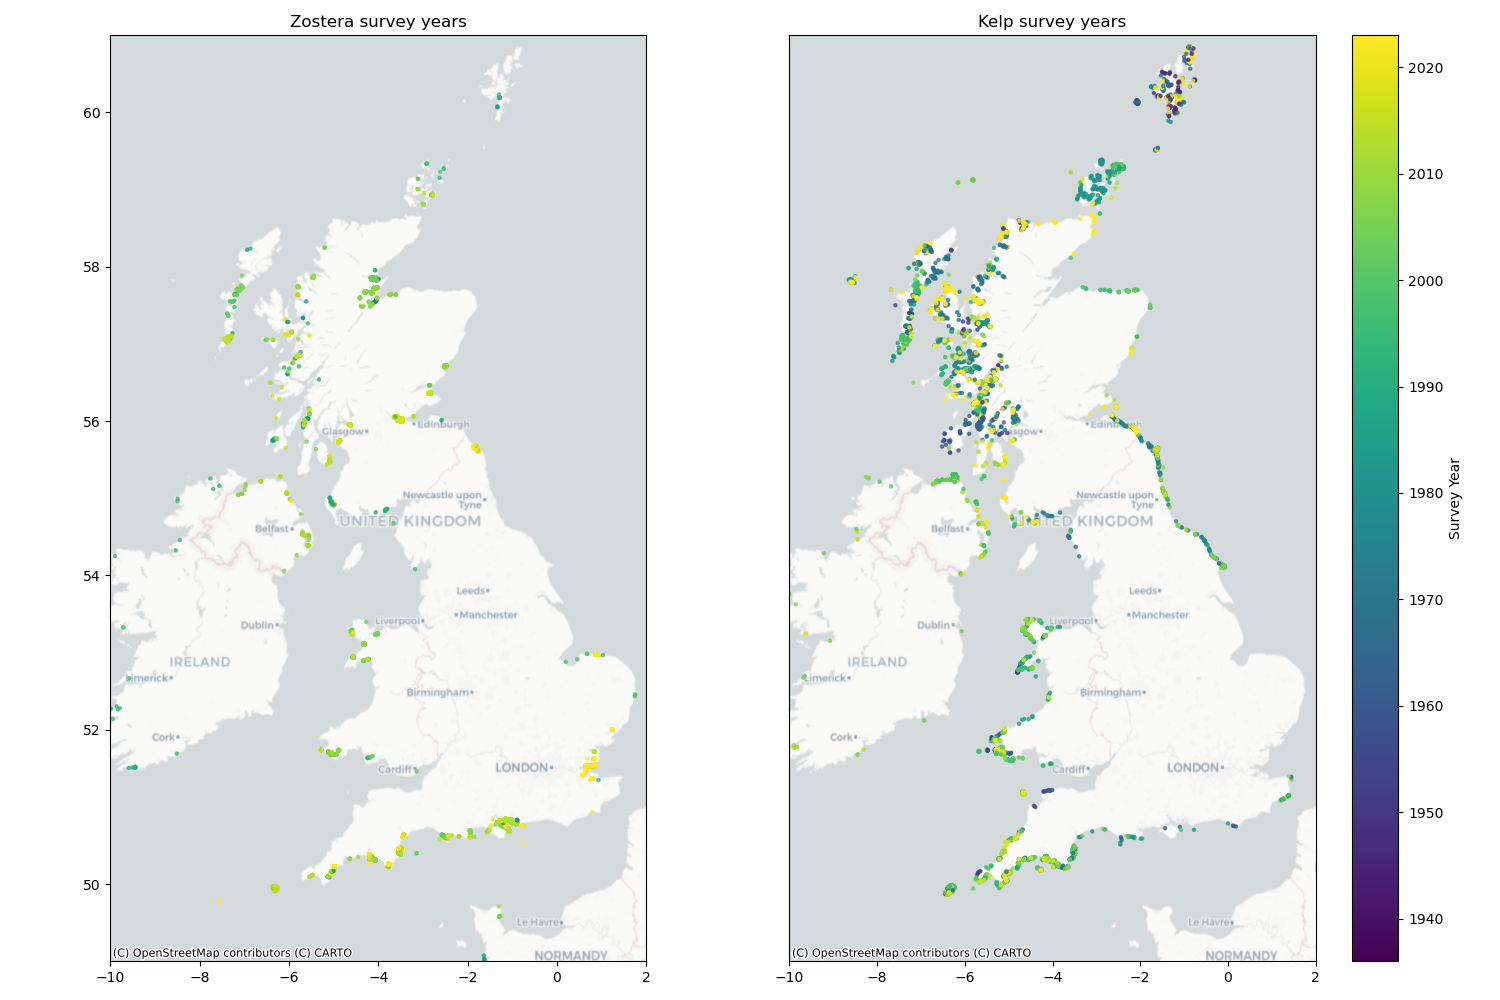 Zostera survey years
60
58
56
54
52
50
−10
−8
−6
−4
−2
0
2
Glasgow
Edinburgh
Newcastle upon
Tyne
UNITED KINGDOM
Belfast
Leeds
Manchester
Liverpool
Dublin
IRELAND
Limerick
Birmingham
Cork
Cardiff
LONDON
Le Havre
NORMANDY
(C) OpenStreetMap contributors (C) CARTO
Kelp survey years
−10
−8
−6
−4
−2
0
2
Glasgow
Edinburgh
Newcastle upon
Tyne
UNITED KINGDOM
Belfast
Leeds
Manchester
Liverpool
Dublin
IRELAND
Limerick
Birmingham
Cork
Cardiff
LONDON
Le Havre
NORMANDY
(C) OpenStreetMap contributors (C) CARTO
2020
2010
2000
1990
1980
1970
1960
1950
1940
Survey Year